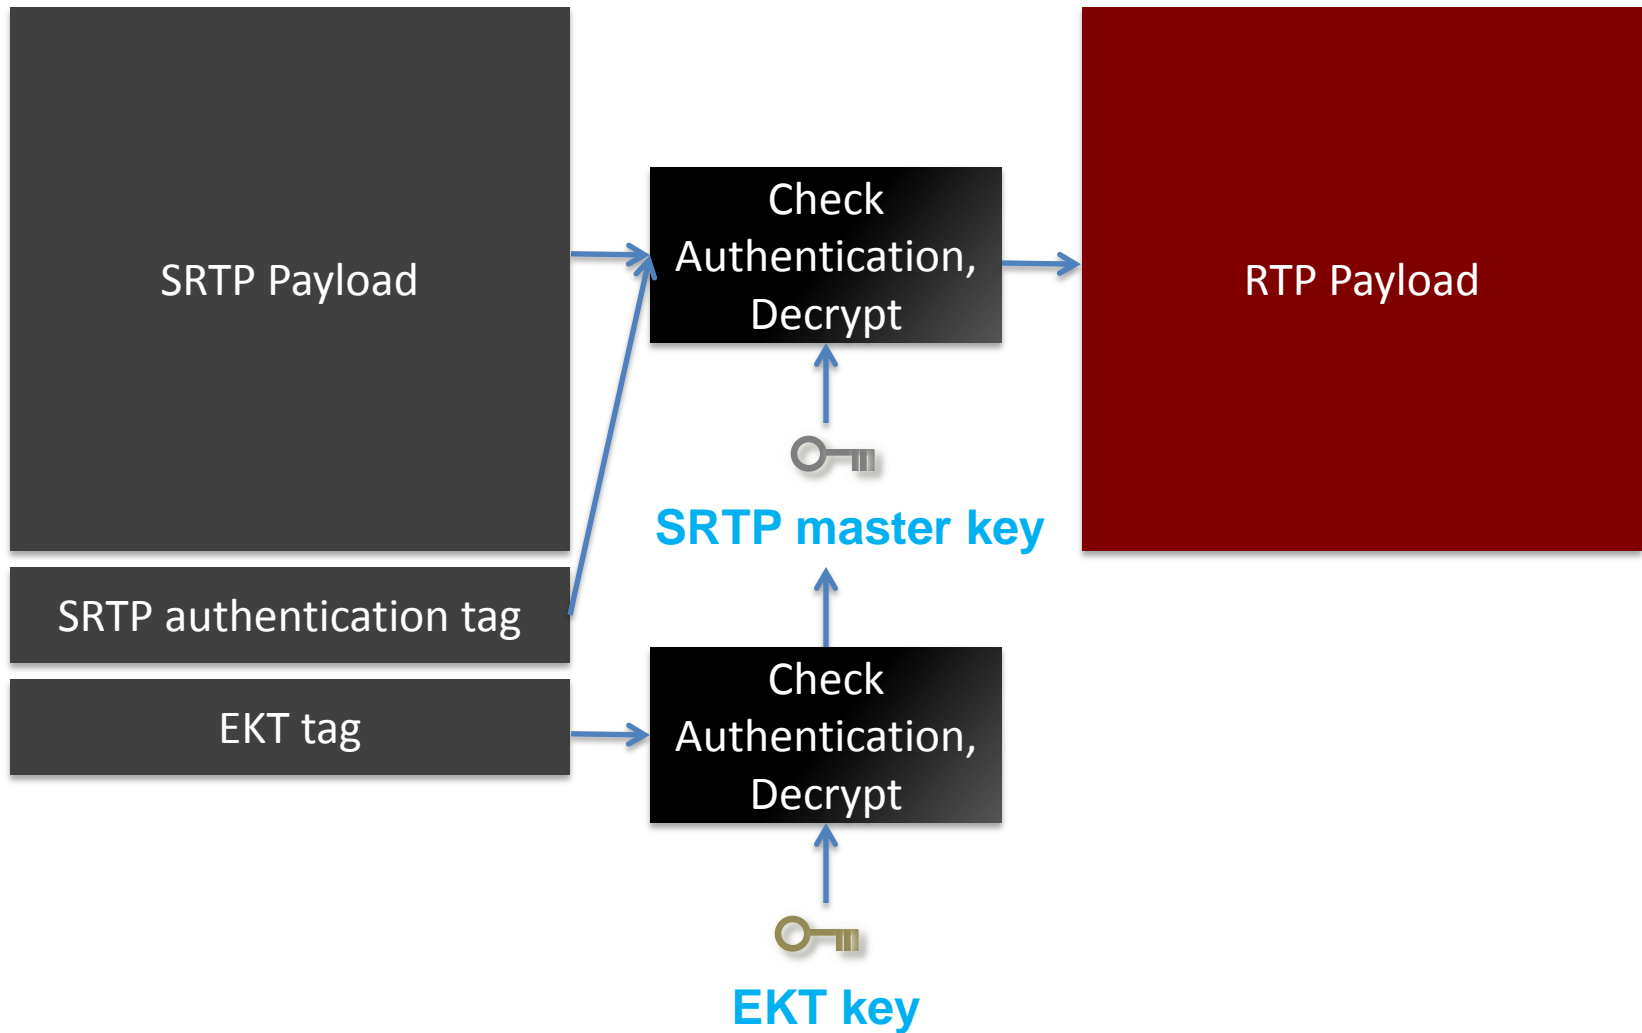 SRTP Payload
Check
Authentication,
Decrypt
RTP Payload
SRTP master key
SRTP authentication tag
EKT tag
Check
Authentication,
Decrypt
EKT key